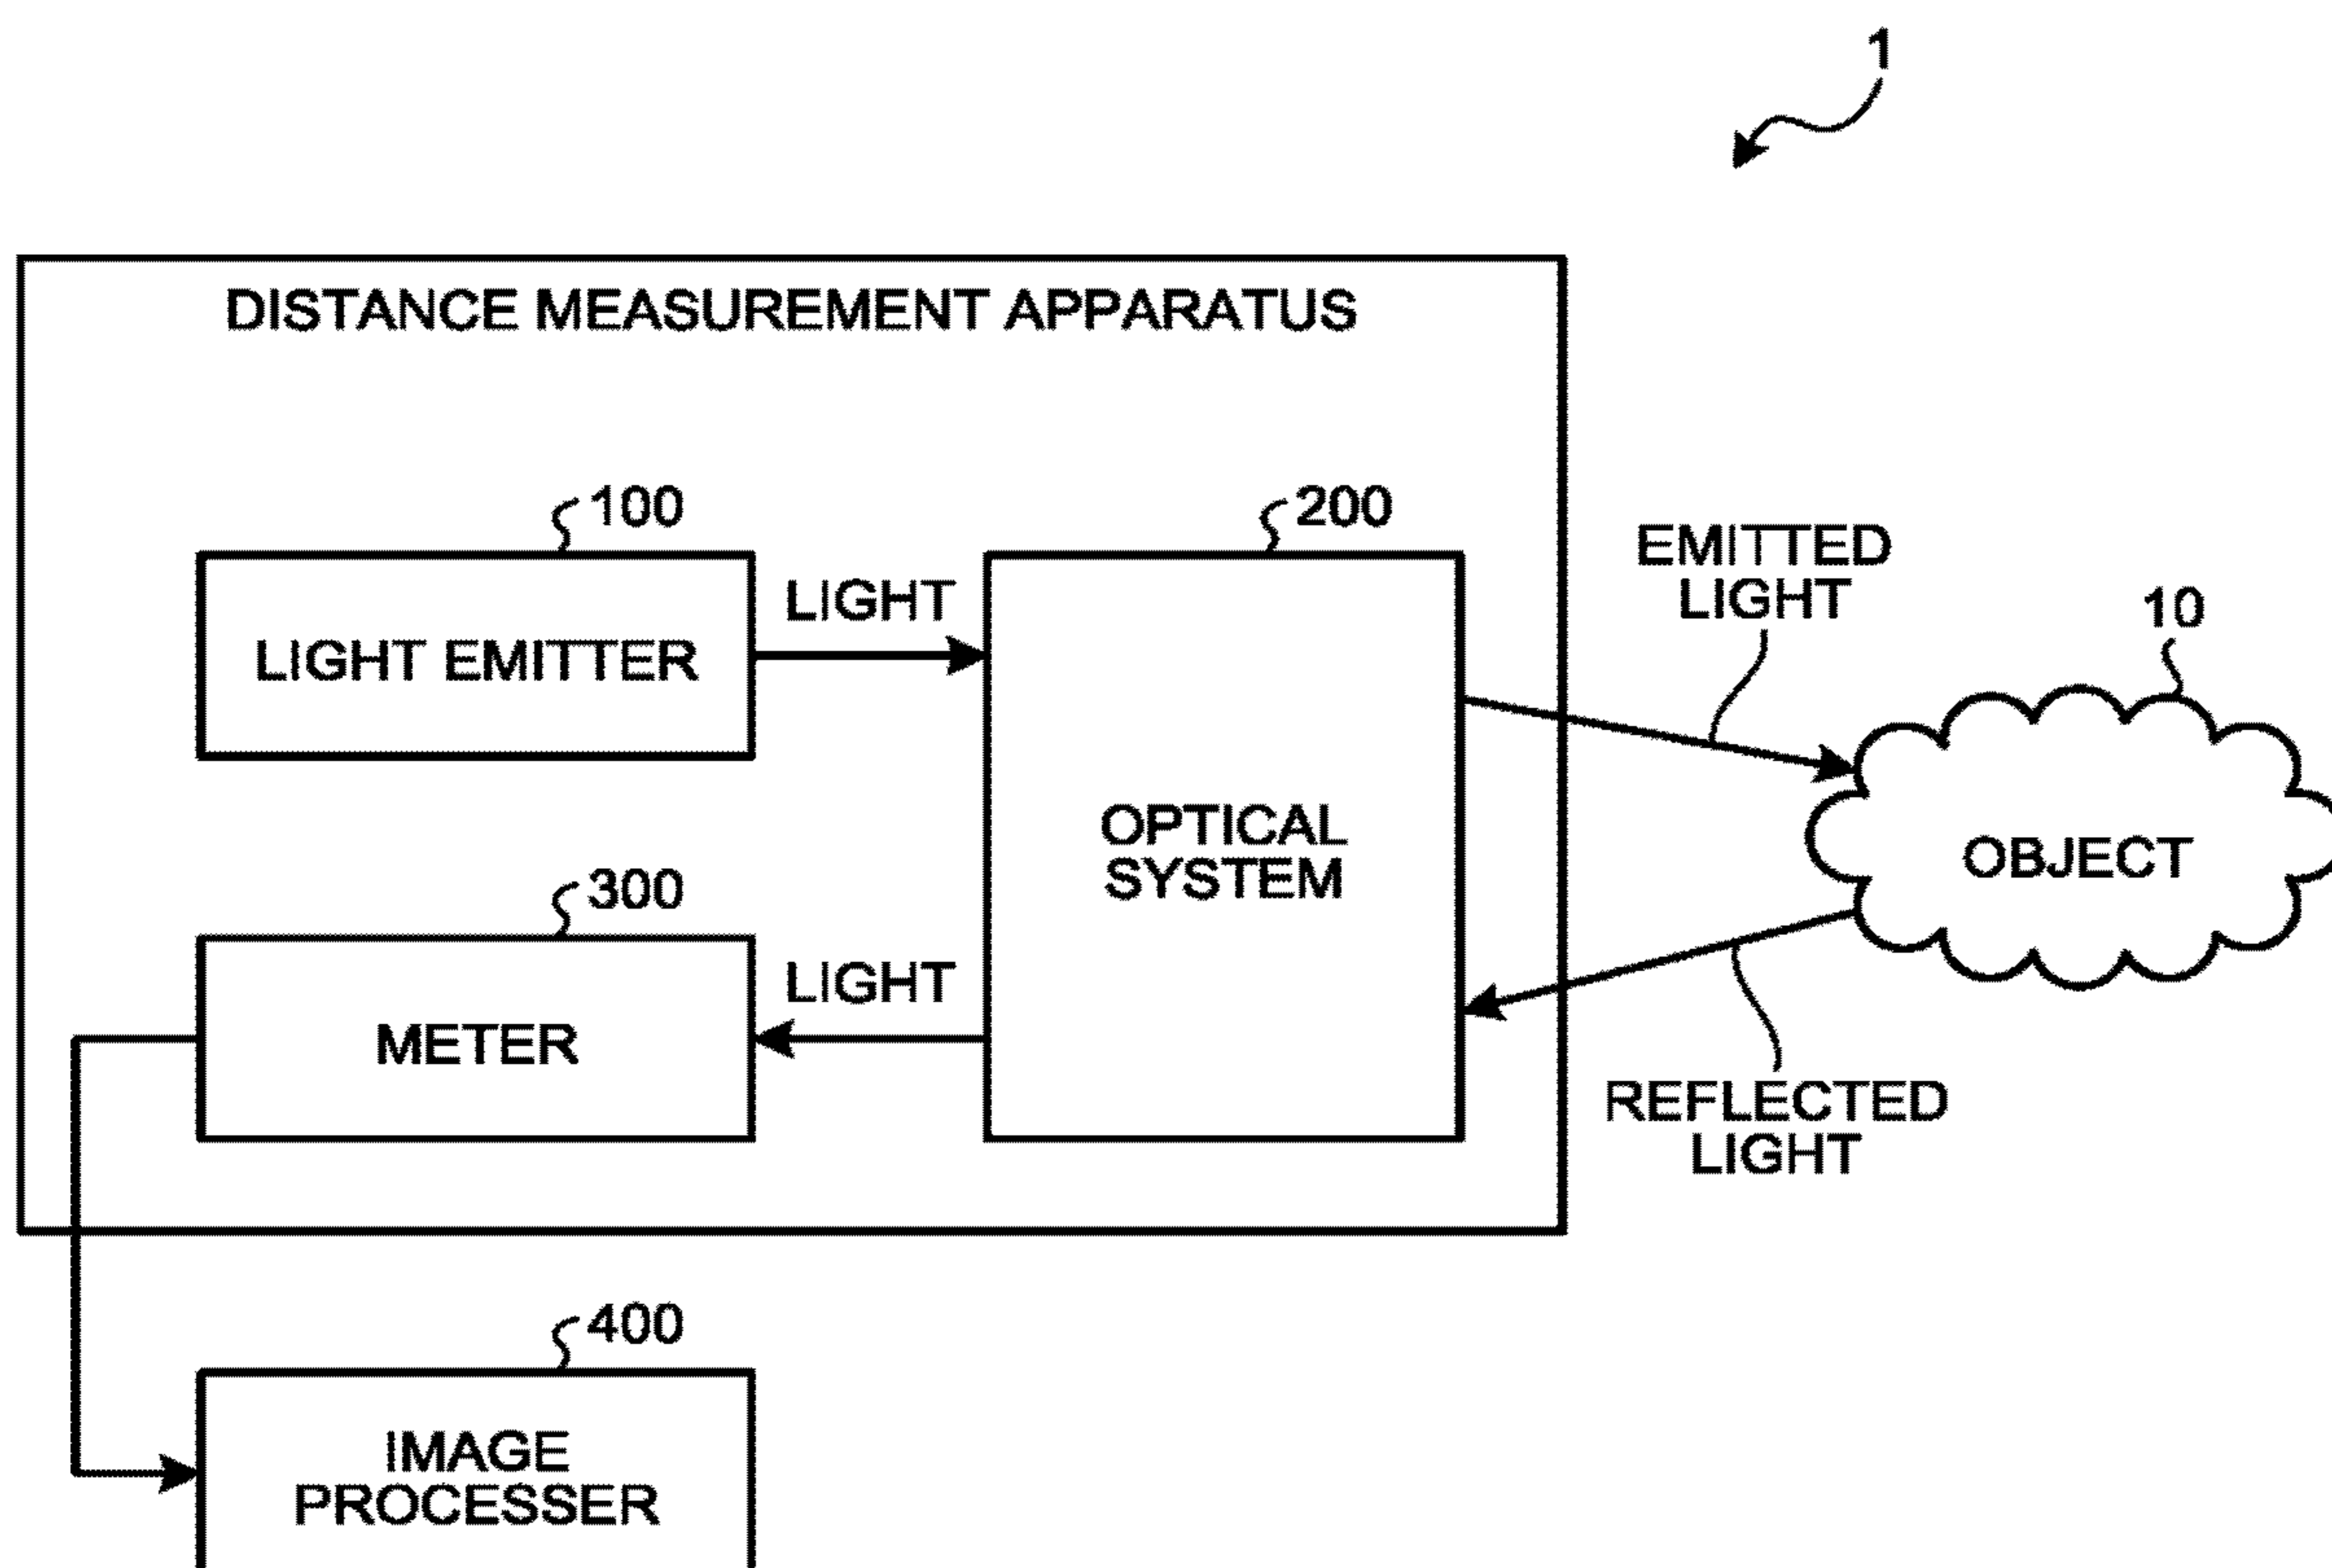 1
DISTANCE MEASUREMENT APPARATUS
100
200
LIGHT
EMITTED
LIGHT
10
LIGHT EMITTER
OPTICAL
SYSTEM
OBJECT
300
LIGHT
METER
REFLECTED
LIGHT
400
IMAGE
PROCESSER